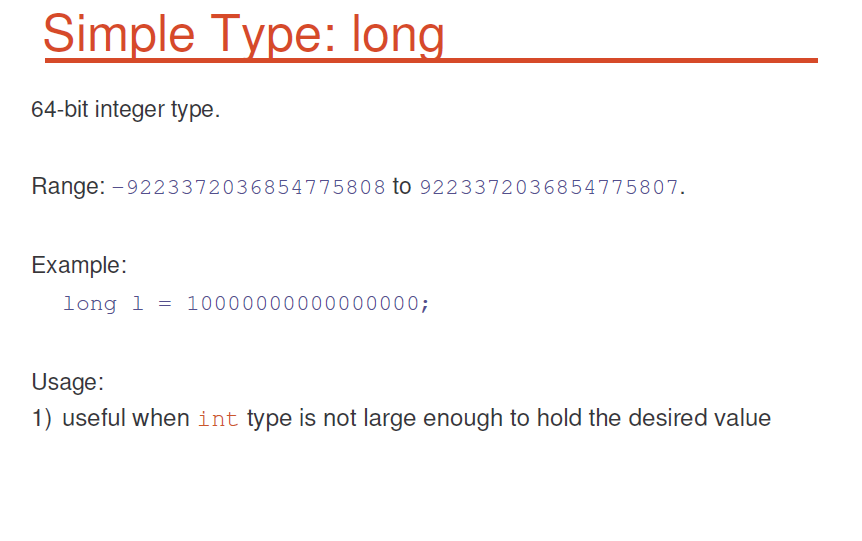 Simple Type: long
64-bit integer type.
Range: -9223372036854775808 to 9223372036854775807.
Example:
long l = 10000000000000000;
Usage:
1) useful when int type is not large enough to hold the desired value